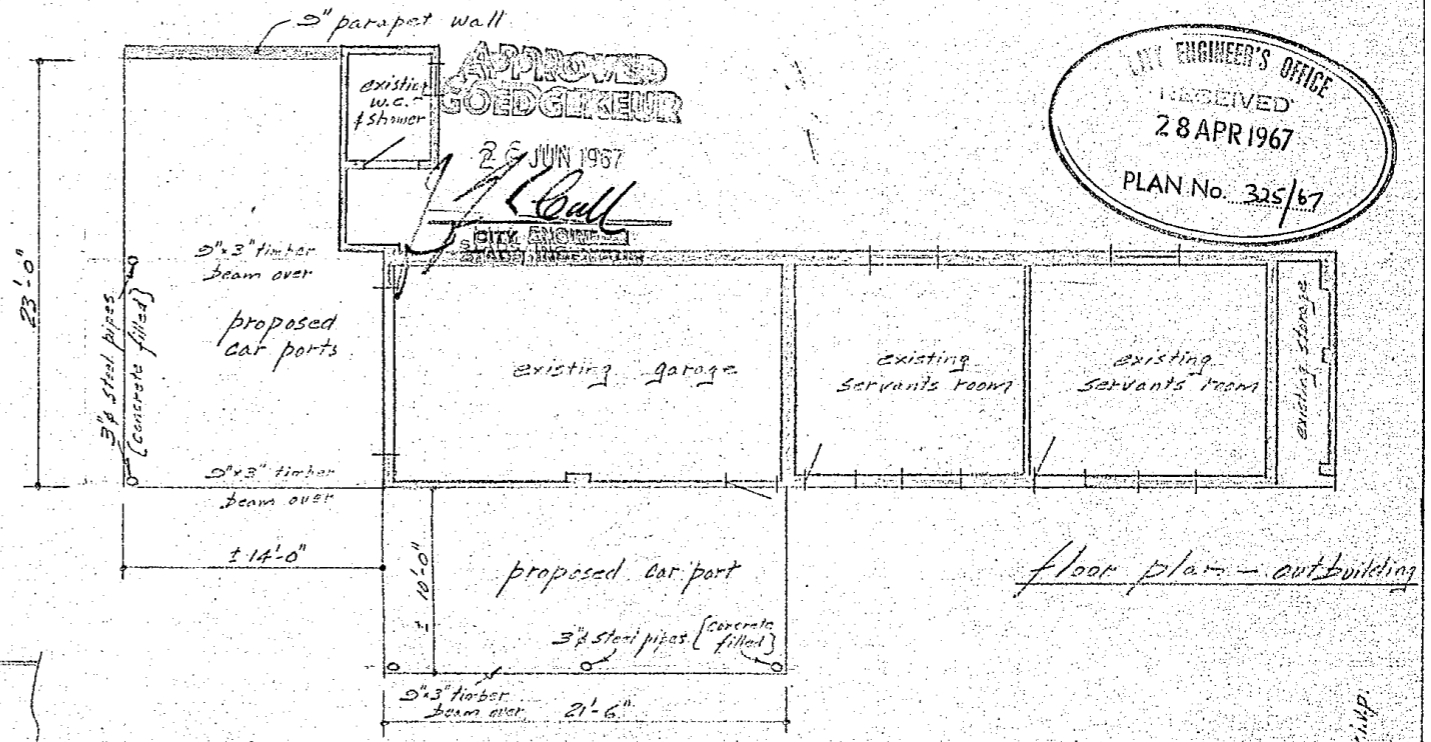 9" parapet wall
existing
w.c.
& shower
APPROVED
GOEDGEKEUR
26 JUN 1967
CITY ENGINEER
STADSINGENIEUR
CITY ENGINEER'S OFFICE
RECEIVED
28 APR 1967
PLAN No. 325/67
23'-0"
3"ø steel pipes
(concrete filled)
9"x3" timber
beam over
proposed
car ports
9"x3" timber
beam over
existing garage
existing
servants room
existing
servants room
existing storage
± 14'-0"
± 10'-0"
proposed car port
3"ø steel pipes (concrete
filled)
9"x3" timber
beam over
21'-6"
floor plan - outbuilding